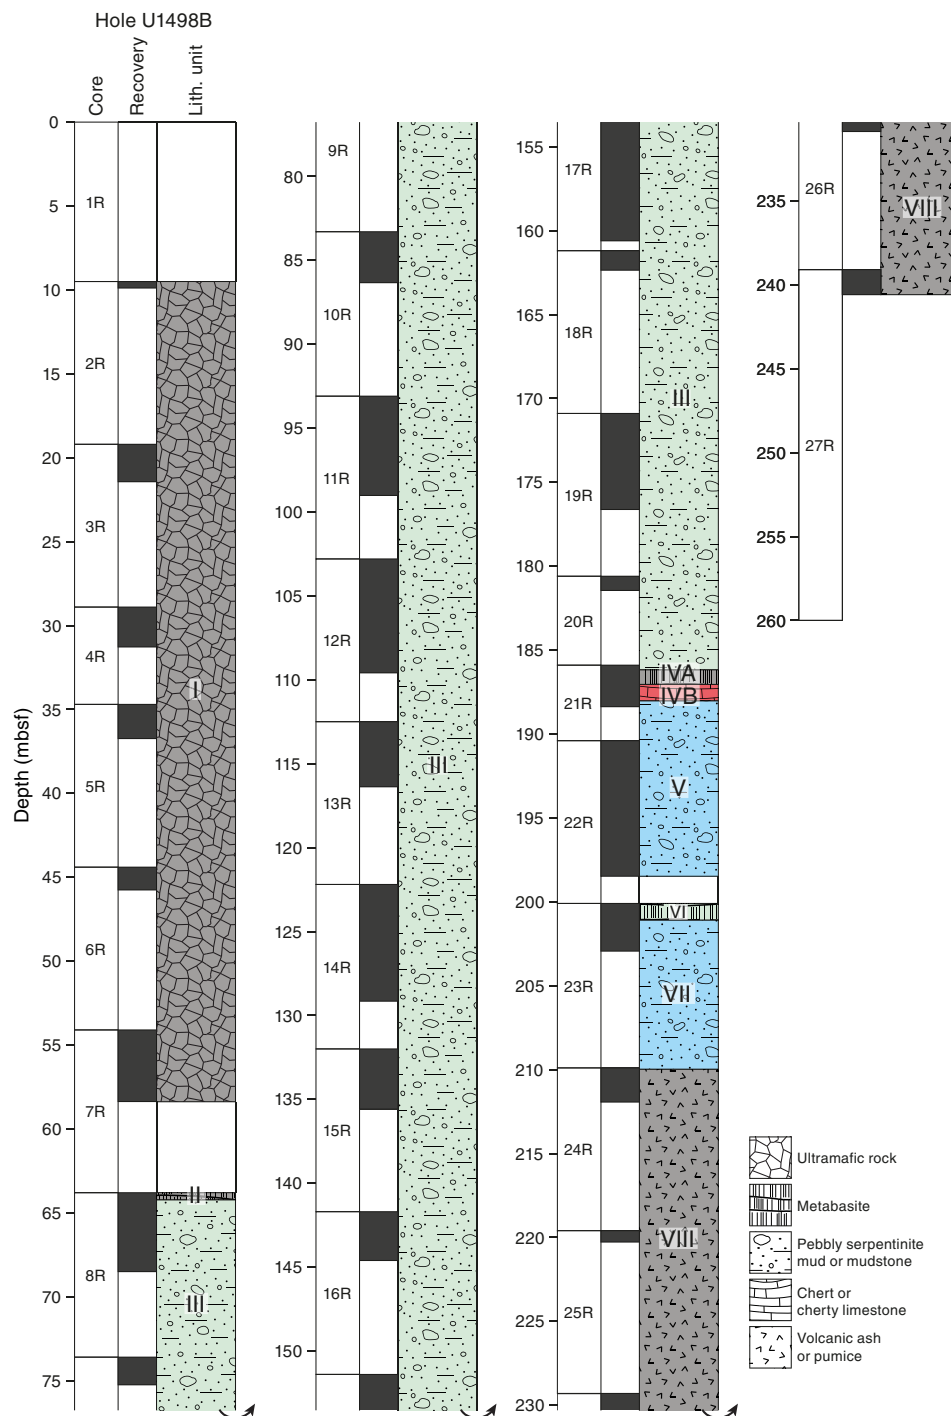 Hole U1498B
Core
Recovery
Lith. unit
Depth (mbsf)
0
5
10
15
20
25
30
35
40
45
50
55
60
65
70
75
1R
2R
3R
4R
5R
6R
7R
8R
I
II
III
80
85
90
95
100
105
110
115
120
125
130
135
140
145
150
9R
10R
11R
12R
13R
14R
15R
16R
III
155
160
165
170
175
180
185
190
195
200
205
210
215
220
225
230
17R
18R
19R
20R
21R
22R
23R
24R
25R
III
IVA
IVB
V
VI
VII
VIII
235
240
245
250
255
260
26R
27R
VIII
Ultramafic rock
Metabasite
Pebbly serpentinite
mud or mudstone
Chert or
cherty limestone
Volcanic ash
or pumice